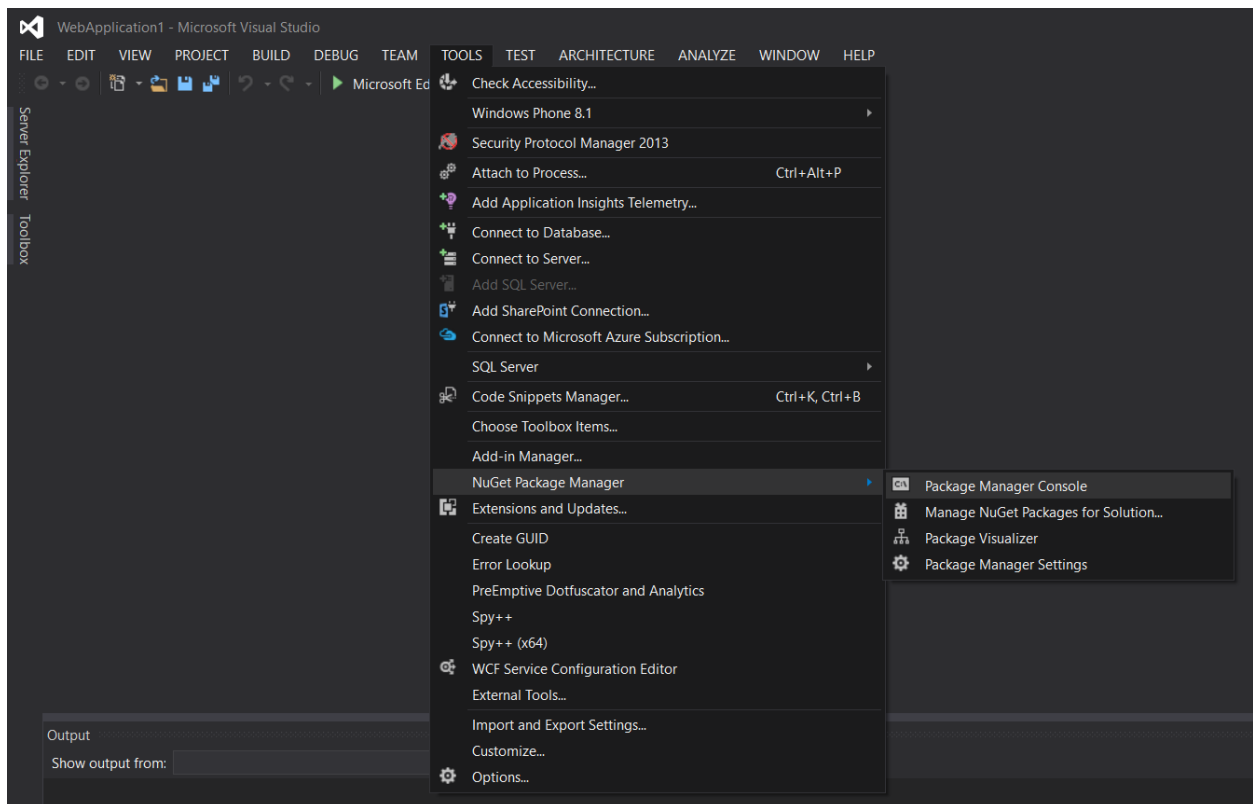 WebApplication1 - Microsoft Visual Studio
FILE EDIT VIEW PROJECT BUILD DEBUG TEAM TOOLS TEST ARCHITECTURE ANALYZE WINDOW HELP
Microsoft Ed
Server Explorer
Toolbox
Check Accessibility...
Windows Phone 8.1
Security Protocol Manager 2013
Attach to Process... Ctrl+Alt+P
Add Application Insights Telemetry...
Connect to Database...
Connect to Server...
Add SQL Server...
Add SharePoint Connection...
Connect to Microsoft Azure Subscription...
SQL Server
Code Snippets Manager... Ctrl+K, Ctrl+B
Choose Toolbox Items...
Add-in Manager...
NuGet Package Manager
Extensions and Updates...
Create GUID
Error Lookup
PreEmptive Dotfuscator and Analytics
Spy++
Spy++ (x64)
WCF Service Configuration Editor
External Tools...
Import and Export Settings...
Customize...
Options...
Package Manager Console
Manage NuGet Packages for Solution...
Package Visualizer
Package Manager Settings
Output
Show output from: